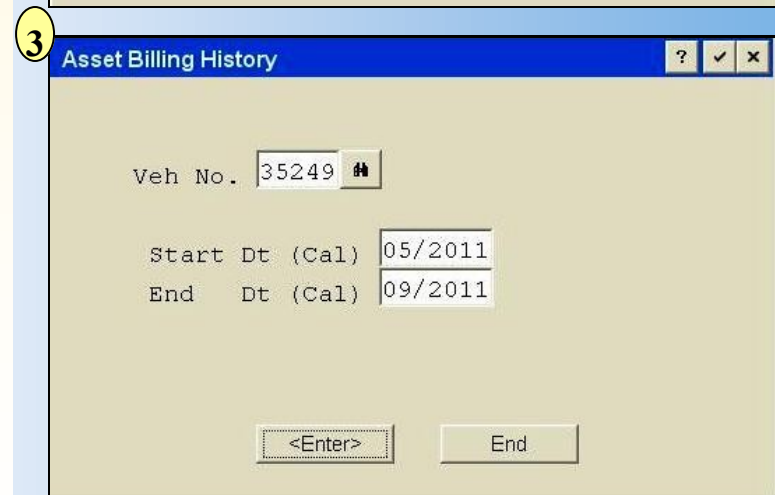 3
Asset Billing History ? ✓ ×
Veh No. 35249
Start Dt (Cal) 05/2011
End Dt (Cal) 09/2011
<Enter> End